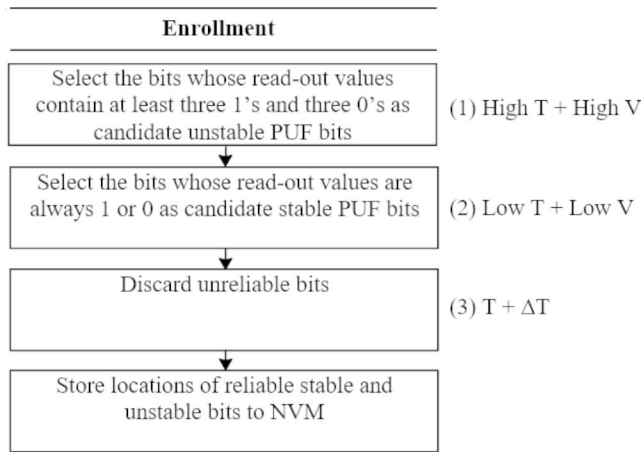 Enrollment
Select the bits whose read-out values
contain at least three 1's and three 0's as
candidate unstable PUF bits
(1) High T + High V
Select the bits whose read-out values are
always 1 or 0 as candidate stable PUF bits
(2) Low T + Low V
Discard unreliable bits
(3) T + ΔT
Store locations of reliable stable and
unstable bits to NVM